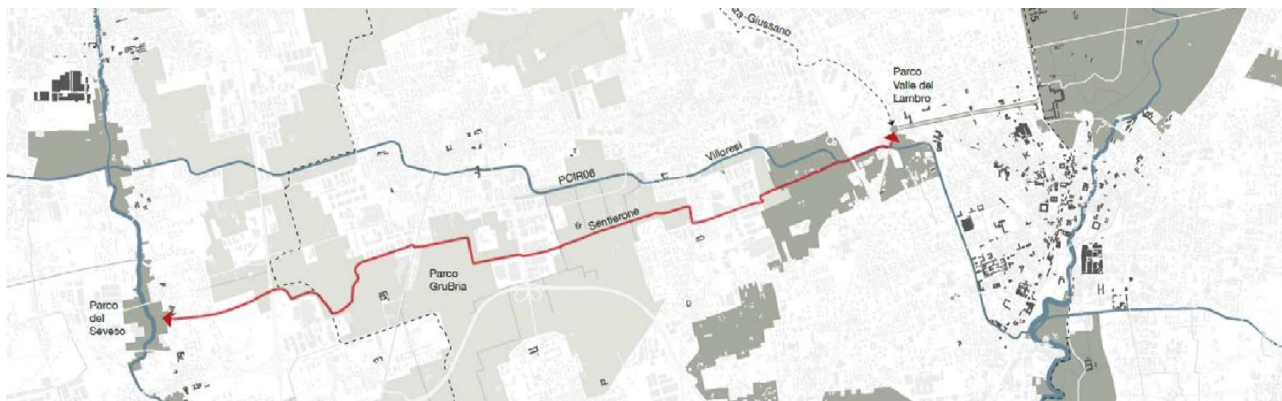 Giussano
Parco
Valle del
Lambro
Villoresi
PCIR06
Sentierone
Parco
GruBria
Parco
del
Seveso